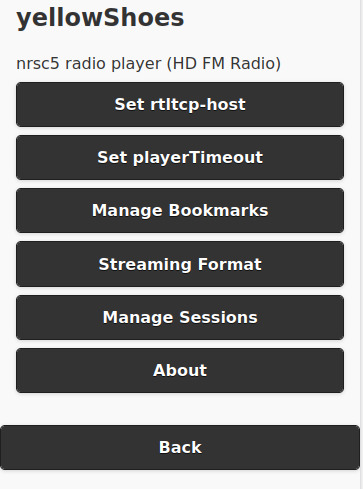 yellowShoes
nrsc5 radio player (HD FM Radio)
Set rtltcp-host
Set playerTimeout
Manage Bookmarks
Streaming Format
Manage Sessions
About
Back